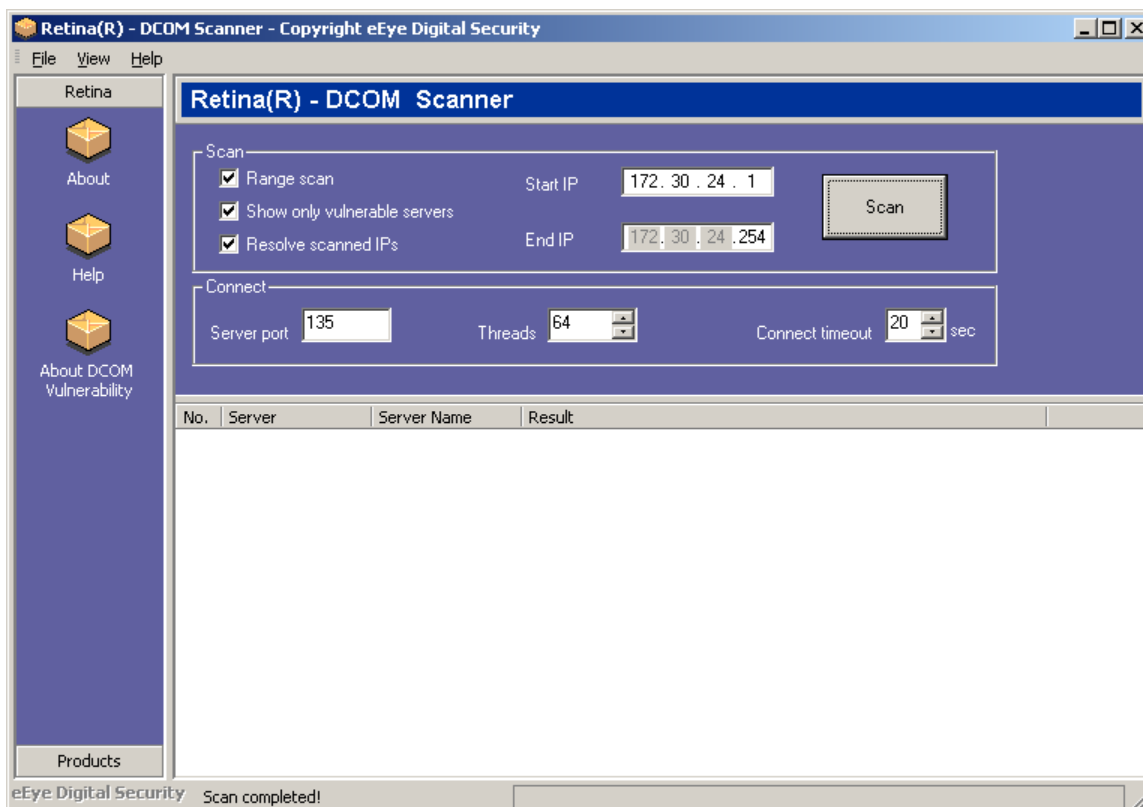 Retina(R) - DCOM Scanner - Copyright eEye Digital Security
File View Help
Retina
About
Help
About DCOM
Vulnerability
Products
Retina(R) - DCOM Scanner
Scan
Range scan
Show only vulnerable servers
Resolve scanned IPs
Start IP 172. 30 . 24 . 1
End IP 172. 30 . 24 .254
Scan
Connect
Server port 135 Threads 64 Connect timeout 20 sec
No. Server Server Name Result
eEye Digital Security Scan completed!